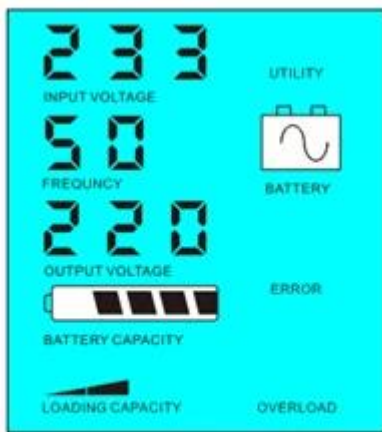 233
UTILITY
INPUT VOLTAGE
50
FREQUNCY
BATTERY
220
OUTPUT VOLTAGE
ERROR
BATTERY CAPACITY
LOADING CAPACITY
OVERLOAD